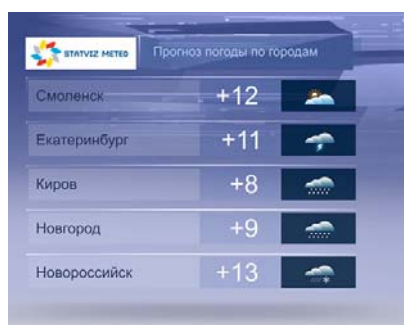 STATVIZ METEO
Прогноз погоды по городам
Смоленск +12
Екатеринбург +11
Киров +8
Новгород +9
Новороссийск +13